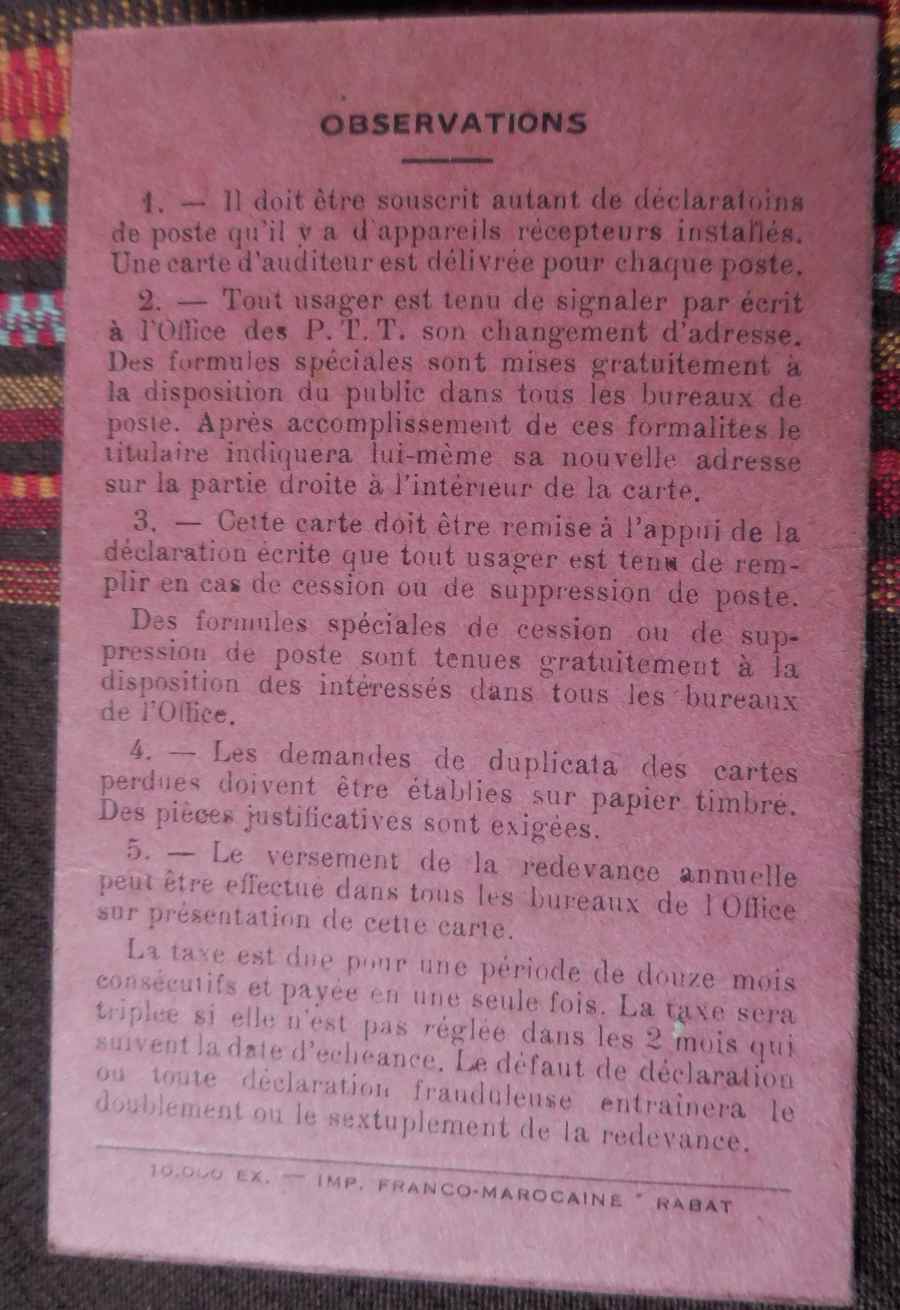 OBSERVATIONS
1. — Il doit être souscrit autant de déclaratoins
de poste qu'il y a d'appareils récepteurs installés.
Une carte d'auditeur est délivrée pour chaque poste.
2. — Tout usager est tenu de signaler par écrit
à l'Office des P. T. T. son changement d'adresse.
Des formules spéciales sont mises gratuitement à
la disposition du public dans tous les bureaux de
poste. Après accomplissement de ces formalites le
titulaire indiquera lui-même sa nouvelle adresse
sur la partie droite à l'intérieur de la carte.
3. — Cette carte doit être remise à l'appui de la
déclaration écrite que tout usager est tenu de rem-
plir en cas de cession ou de suppression de poste.
Des formules spéciales de cession ou de sup-
pression de poste sont tenues gratuitement à la
disposition des intéressés dans tous les bureaux
de l'Office.
4. — Les demandes de duplicata des cartes
perdues doivent être établies sur papier timbré.
Des pièces justificatives sont exigées.
5. — Le versement de la redevance annuelle
peut être effectué dans tous les bureaux de l'Office
sur présentation de cette carte.
La taxe est due pour une période de douze mois
consécutifs et payée en une seule fois. La taxe sera
triplée si elle n'est pas réglée dans les 2 mois qui
suivent la date d'echéance. Le défaut de déclaration
ou toute déclaration frauduleuse entraînera le
doublement ou le sextuplement de la redevance.
10.000 EX. — IMP. FRANCO-MAROCAINE - RABAT